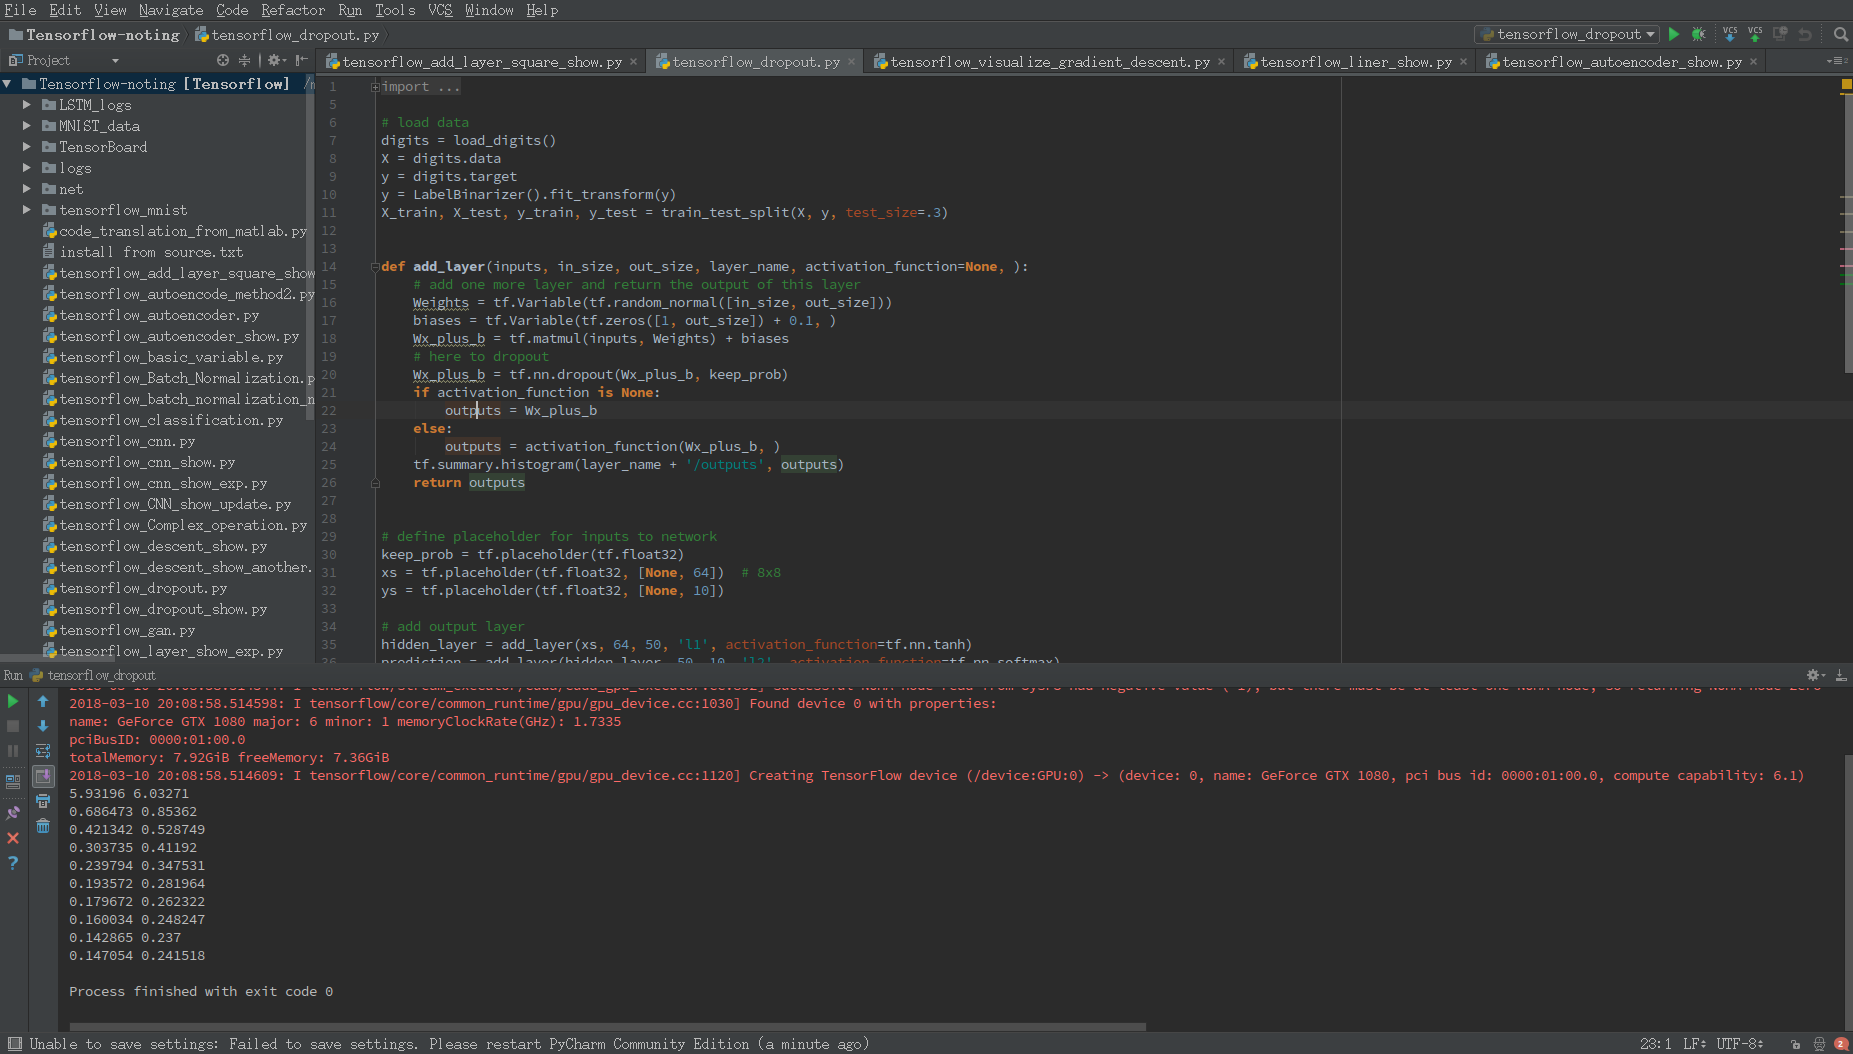 File Edit View Navigate Code Refactor Run Tools VCS Window Help
Tensorflow-noting tensorflow_dropout.py
tensorflow_dropout
Project
tensorflow_add_layer_square_show.py tensorflow_dropout.py tensorflow_visualize_gradient_descent.py tensorflow_liner_show.py tensorflow_autoencoder_show.py
Tensorflow-noting [Tensorflow]
LSTM_logs
MNIST_data
TensorBoard
logs
net
tensorflow_mnist
code_translation_from_matlab.py
install from source.txt
tensorflow_add_layer_square_show
tensorflow_autoencode_method2.py
tensorflow_autoencoder.py
tensorflow_autoencoder_show.py
tensorflow_basic_variable.py
tensorflow_Batch_Normalization.p
tensorflow_batch_normalization_n
tensorflow_classification.py
tensorflow_cnn.py
tensorflow_cnn_show.py
tensorflow_cnn_show_exp.py
tensorflow_CNN_show_update.py
tensorflow_Complex_operation.py
tensorflow_descent_show.py
tensorflow_descent_show_another.
tensorflow_dropout.py
tensorflow_dropout_show.py
tensorflow_gan.py
tensorflow_layer_show_exp.py
1 import ...
5
6 # load data
7 digits = load_digits()
8 X = digits.data
9 y = digits.target
10 y = LabelBinarizer().fit_transform(y)
11 X_train, X_test, y_train, y_test = train_test_split(X, y, test_size=.3)
12
13
14 def add_layer(inputs, in_size, out_size, layer_name, activation_function=None, ):
15 # add one more layer and return the output of this layer
16 Weights = tf.Variable(tf.random_normal([in_size, out_size]))
17 biases = tf.Variable(tf.zeros([1, out_size]) + 0.1, )
18 Wx_plus_b = tf.matmul(inputs, Weights) + biases
19 # here to dropout
20 Wx_plus_b = tf.nn.dropout(Wx_plus_b, keep_prob)
21 if activation_function is None:
22 outputs = Wx_plus_b
23 else:
24 outputs = activation_function(Wx_plus_b, )
25 tf.summary.histogram(layer_name + '/outputs', outputs)
26 return outputs
27
28
29 # define placeholder for inputs to network
30 keep_prob = tf.placeholder(tf.float32)
31 xs = tf.placeholder(tf.float32, [None, 64]) # 8x8
32 ys = tf.placeholder(tf.float32, [None, 10])
33
34 # add output layer
35 hidden_layer = add_layer(xs, 64, 50, 'l1', activation_function=tf.nn.tanh)
36 prediction = add_layer(hidden_layer, 50, 10, 'l2', activation_function=tf.nn.softmax)
Run tensorflow_dropout
2018-03-10 20:08:58.514598: I tensorflow/core/common_runtime/gpu/gpu_device.cc:1030] Found device 0 with properties:
name: GeForce GTX 1080 major: 6 minor: 1 memoryClockRate(GHz): 1.7335
pciBusID: 0000:01:00.0
totalMemory: 7.92GiB freeMemory: 7.36GiB
2018-03-10 20:08:58.514609: I tensorflow/core/common_runtime/gpu/gpu_device.cc:1120] Creating TensorFlow device (/device:GPU:0) -> (device: 0, name: GeForce GTX 1080, pci bus id: 0000:01:00.0, compute capability: 6.1)
5.93196 6.03271
0.686473 0.85362
0.421342 0.528749
0.303735 0.41192
0.239794 0.347531
0.193572 0.281964
0.179672 0.262322
0.160034 0.248247
0.142865 0.237
0.147054 0.241518
Process finished with exit code 0
Unable to save settings: Failed to save settings. Please restart PyCharm Community Edition (a minute ago) 23:1 LF UTF-8 2